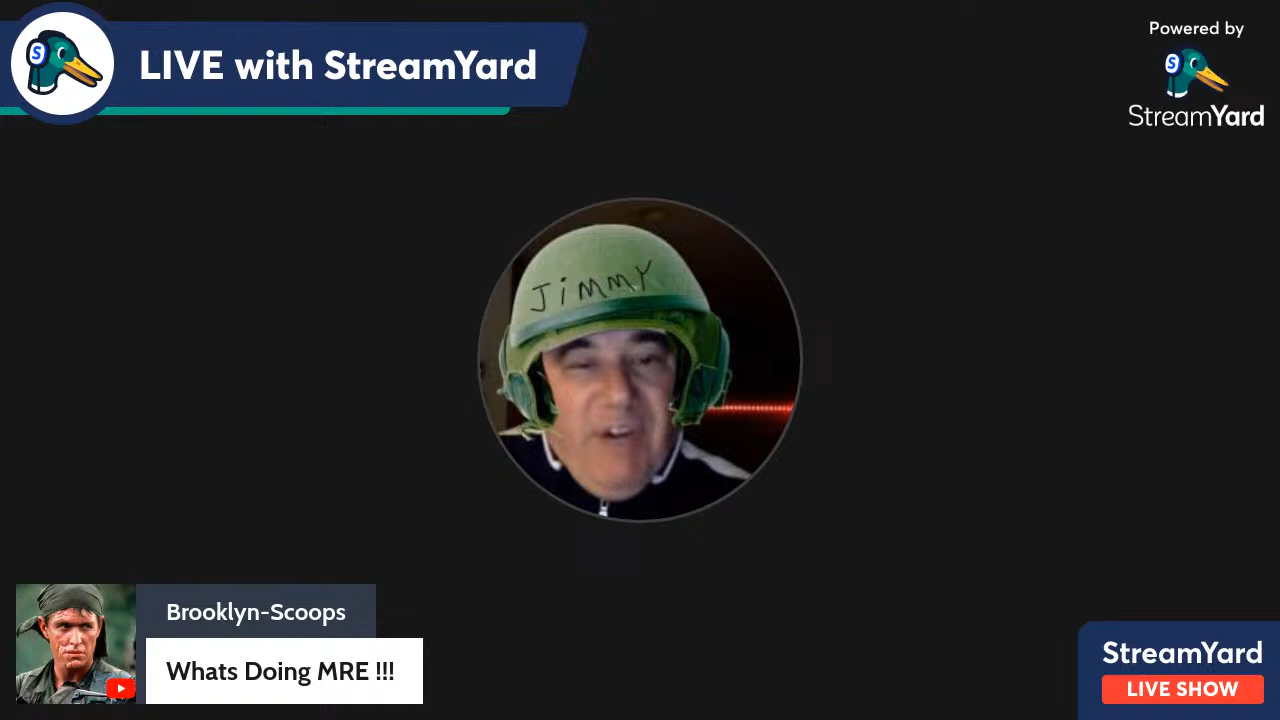 LIVE with StreamYard
Powered by
StreamYard
JiMMY
Brooklyn-Scoops
Whats Doing MRE !!!
StreamYard
LIVE SHOW